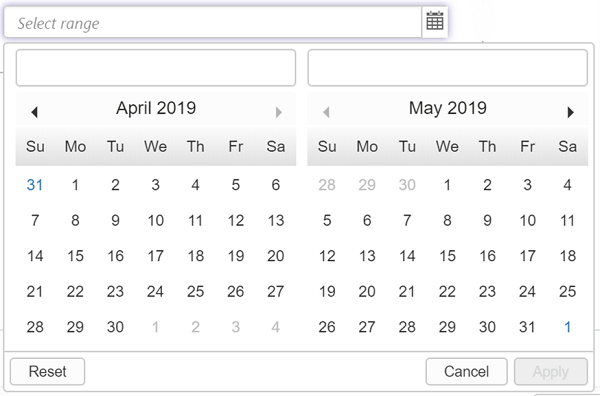 Select range
April 2019 May 2019
Su Mo Tu We Th Fr Sa Su Mo Tu We Th Fr Sa
31 1 2 3 4 5 6 28 29 30 1 2 3 4
7 8 9 10 11 12 13 5 6 7 8 9 10 11
14 15 16 17 18 19 20 12 13 14 15 16 17 18
21 22 23 24 25 26 27 19 20 21 22 23 24 25
28 29 30 1 2 3 4 26 27 28 29 30 31 1
Reset Cancel Apply